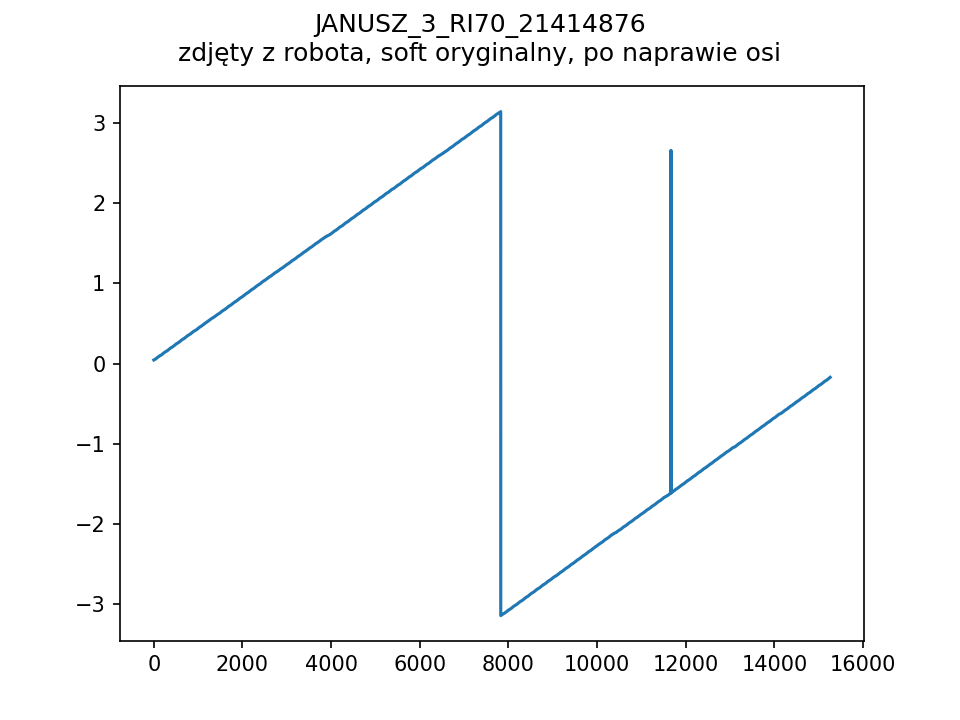 JANUSZ_3_RI70_21414876
zdjęty z robota, soft oryginalny, po naprawie osi
3
2
1
0
−1
−2
−3
0 2000 4000 6000 8000 10000 12000 14000 16000